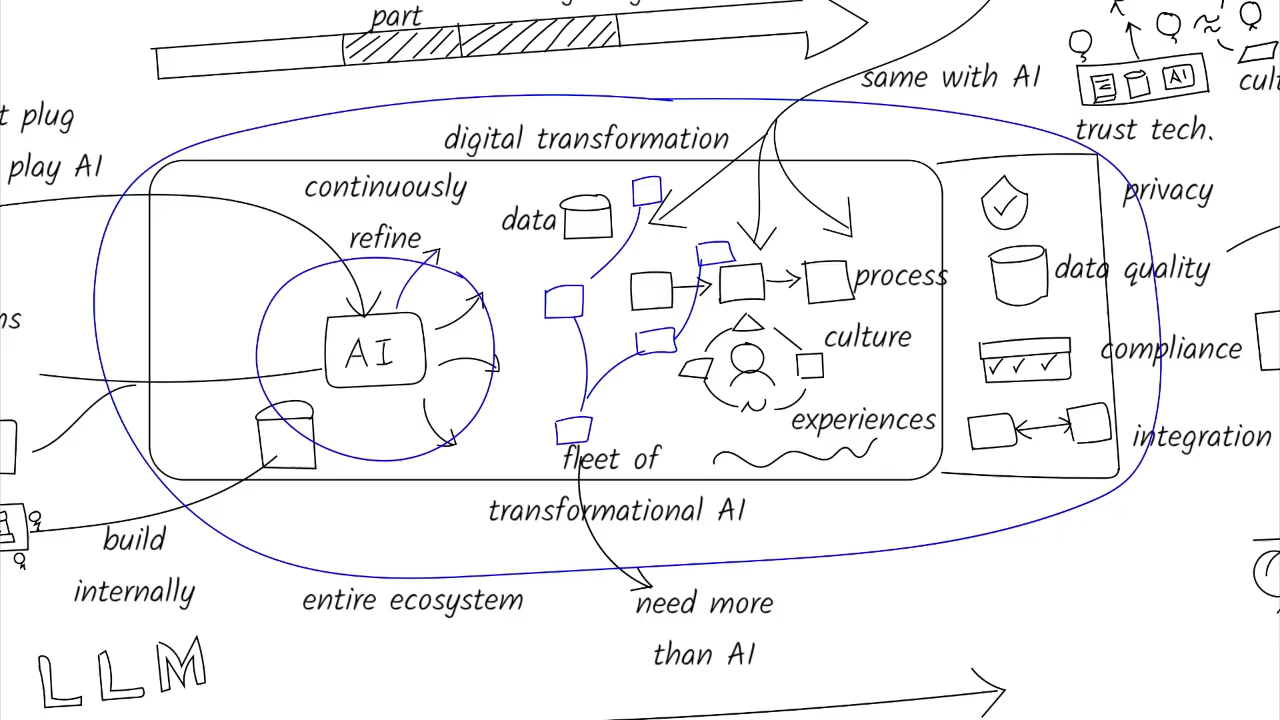 part
same with AI
AI
cult
trust tech.
t plug
play AI
digital transformation
continuously
refine
data
privacy
process
data quality
ns
AI
culture
compliance
experiences
integration
fleet of
transformational AI
build
internally
entire ecosystem
need more
than AI
LLM